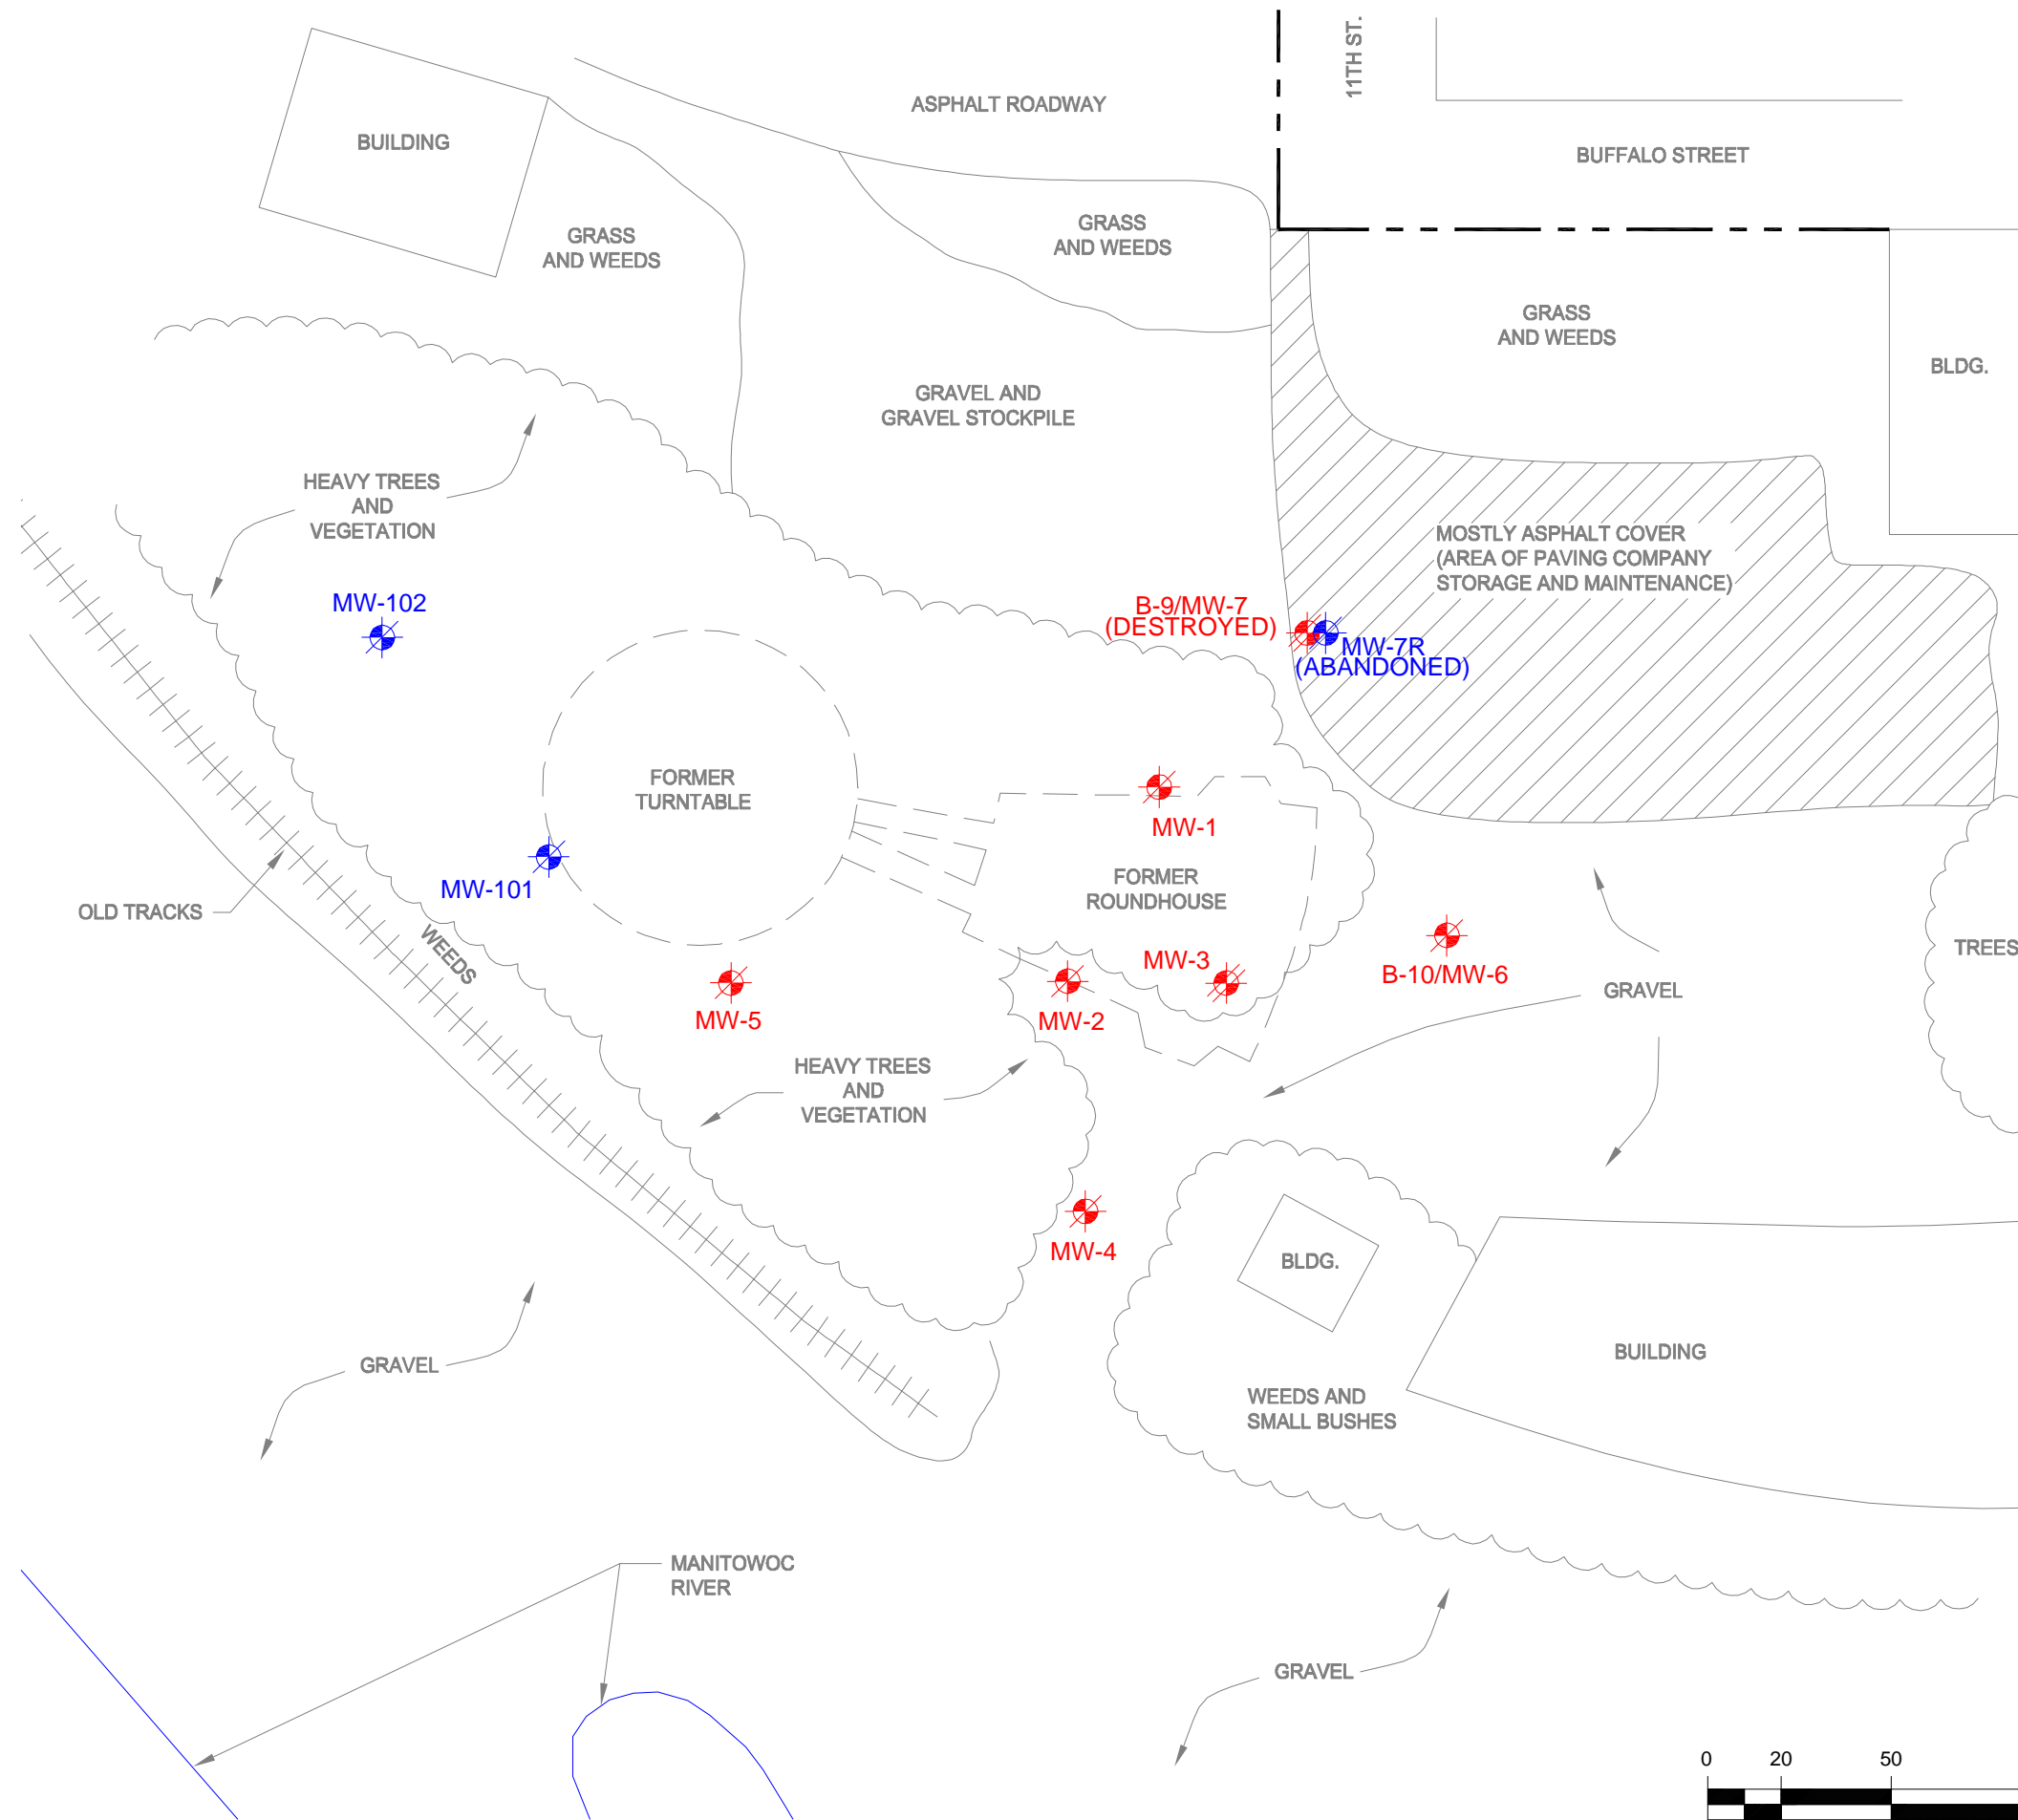 11TH ST.
ASPHALT ROADWAY
BUILDING
BUFFALO STREET
GRASS
AND WEEDS
GRASS
AND WEEDS
GRASS
AND WEEDS
BLDG.
GRAVEL AND
GRAVEL STOCKPILE
HEAVY TREES
AND
VEGETATION
MOSTLY ASPHALT COVER
(AREA OF PAVING COMPANY
STORAGE AND MAINTENANCE)
MW-102
B-9/MW-7
(DESTROYED)
MW-7R
(ABANDONED)
FORMER
TURNTABLE
MW-1
MW-101
FORMER
ROUNDHOUSE
OLD TRACKS
WEEDS
MW-3
B-10/MW-6
TREES
GRAVEL
MW-5
MW-2
HEAVY TREES
AND
VEGETATION
MW-4
BLDG.
BUILDING
GRAVEL
WEEDS AND
SMALL BUSHES
MANITOWOC
RIVER
GRAVEL
0 20 50